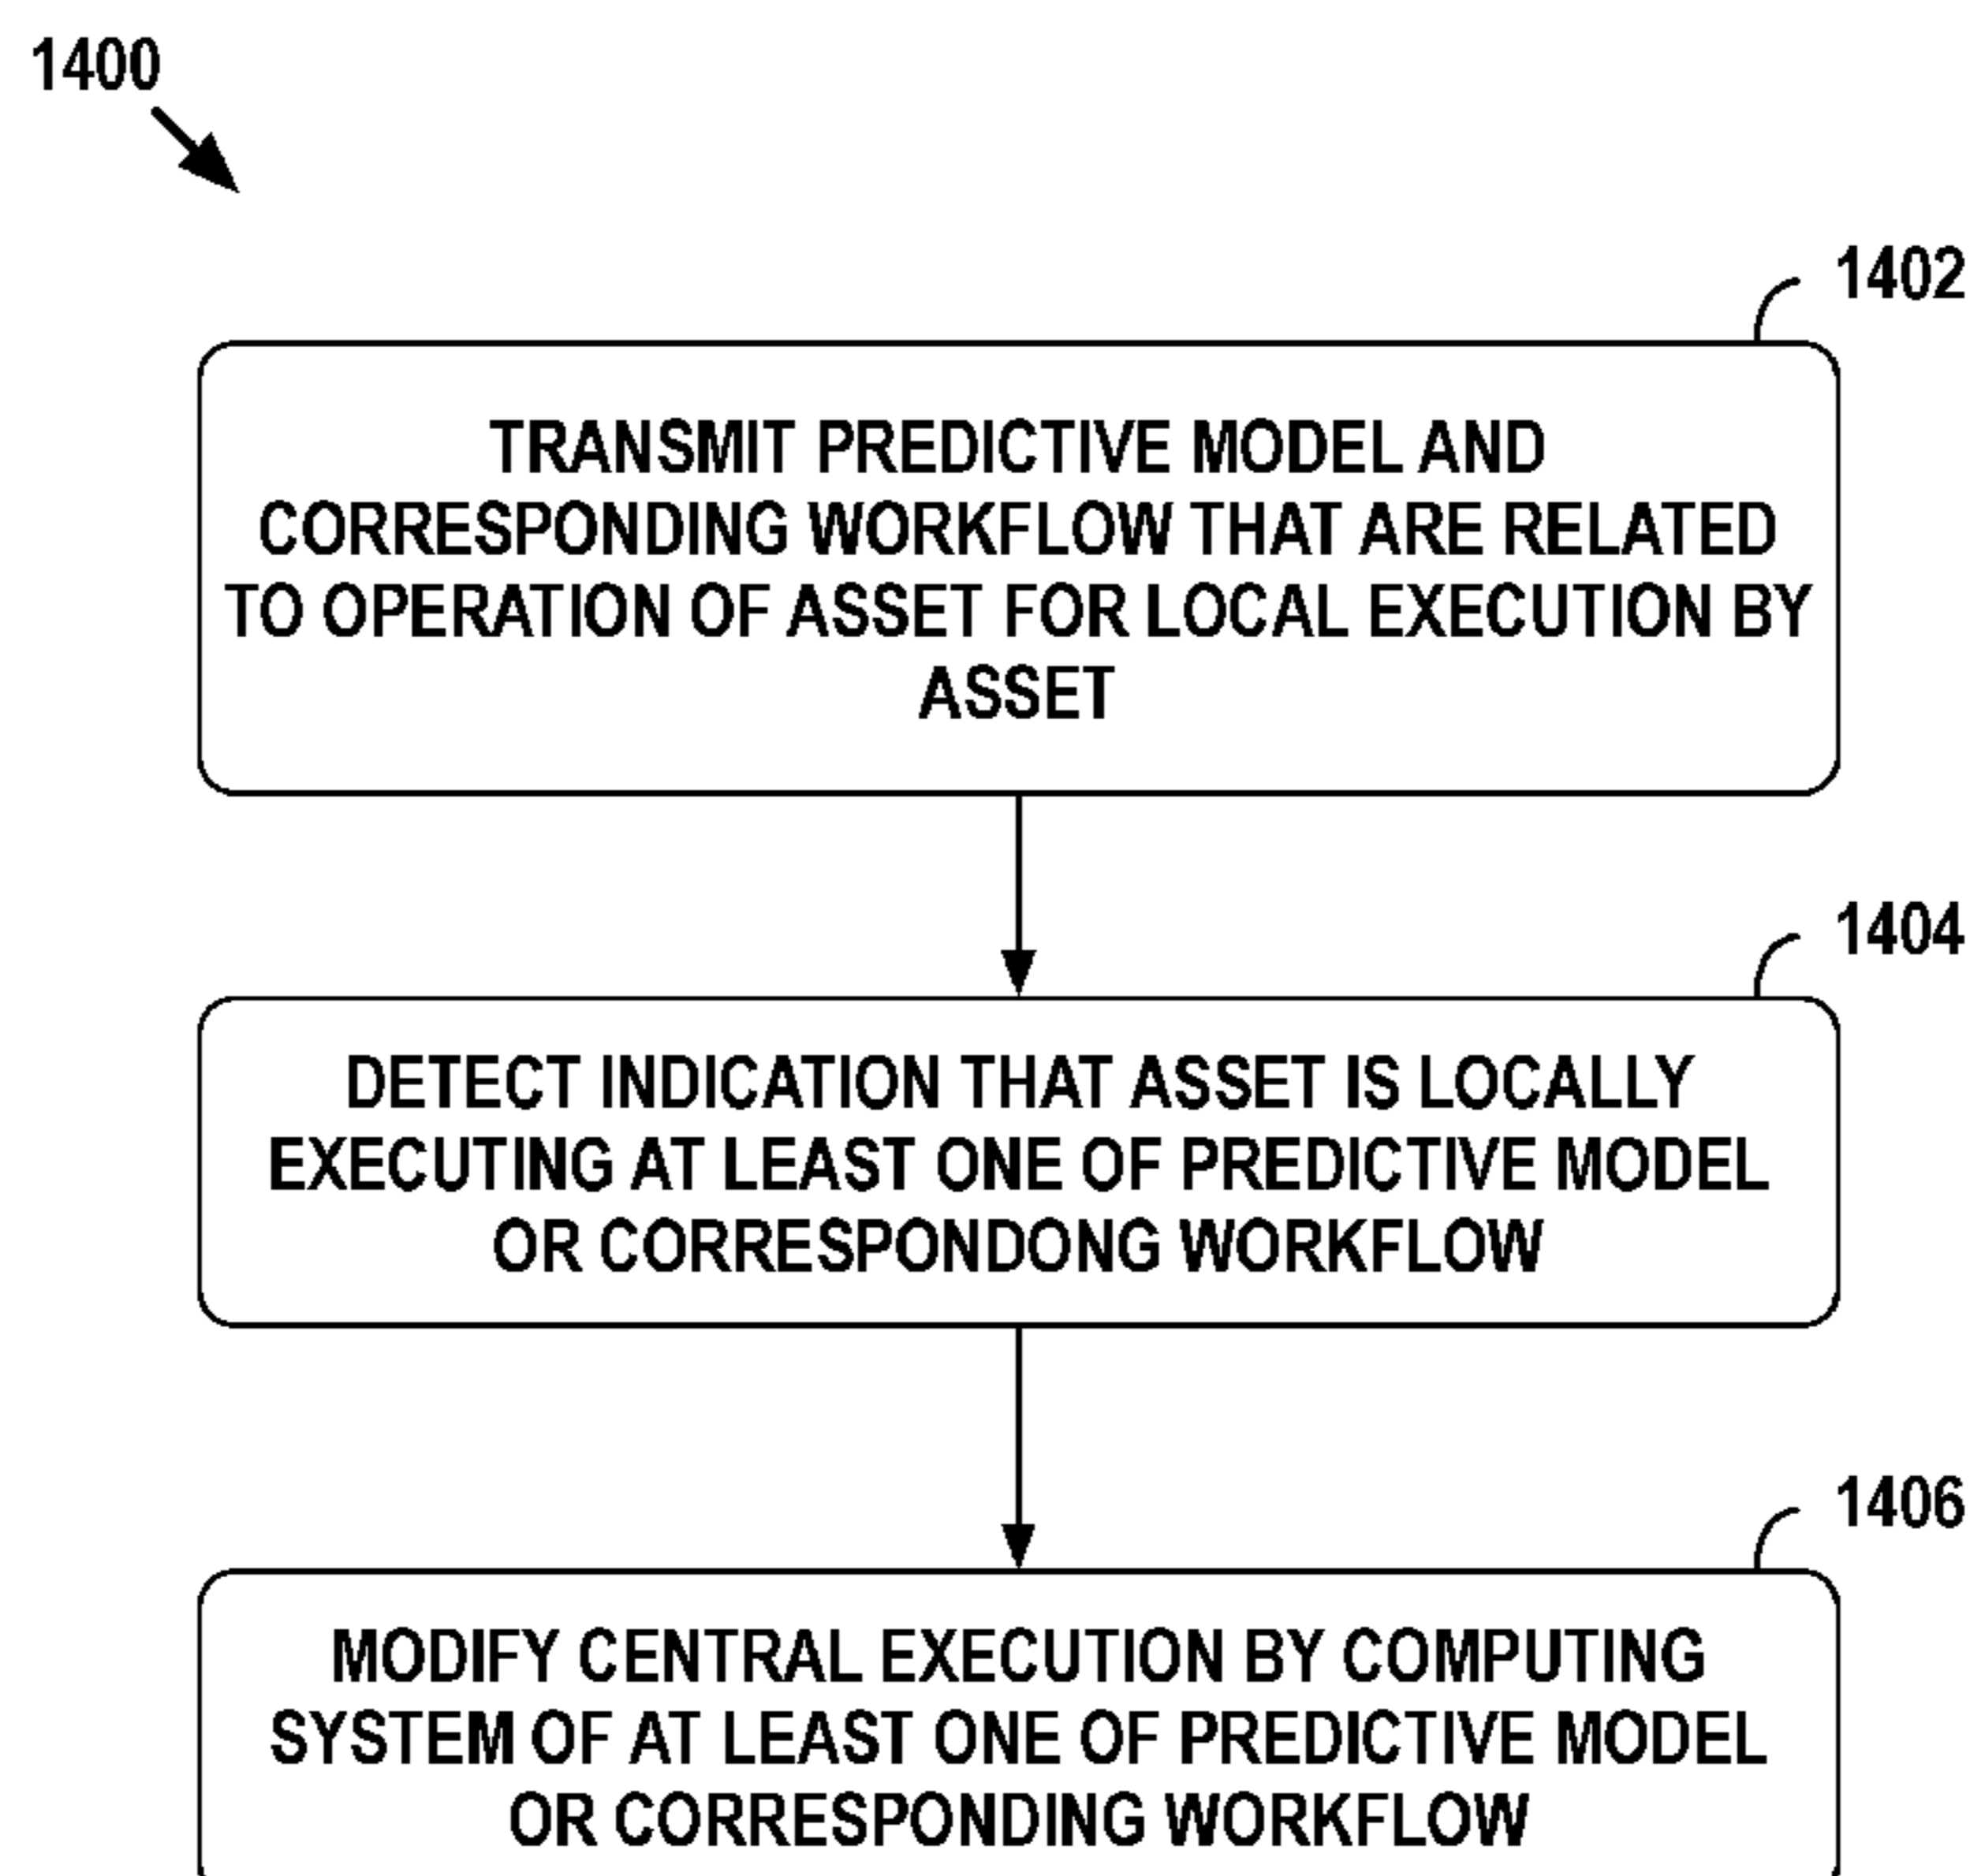 1400
1402
TRANSMIT PREDICTIVE MODEL AND
CORRESPONDING WORKFLOW THAT ARE RELATED
TO OPERATION OF ASSET FOR LOCAL EXECUTION BY
ASSET
1404
DETECT INDICATION THAT ASSET IS LOCALLY
EXECUTING AT LEAST ONE OF PREDICTIVE MODEL
OR CORRESPONDONG WORKFLOW
1406
MODIFY CENTRAL EXECUTION BY COMPUTING
SYSTEM OF AT LEAST ONE OF PREDICTIVE MODEL
OR CORRESPONDING WORKFLOW